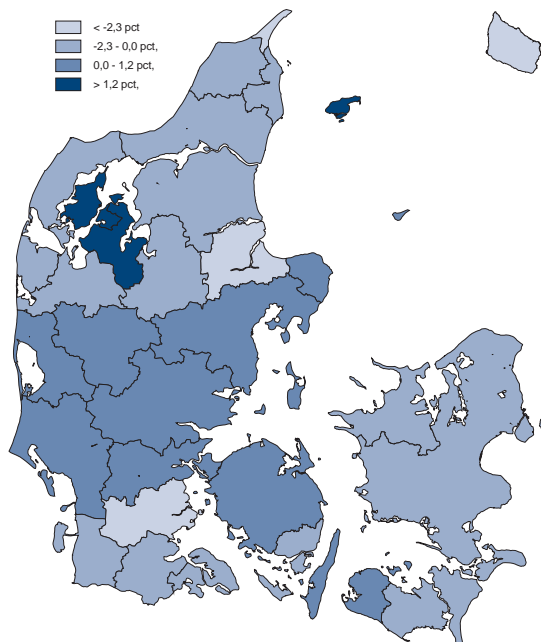 < -2,3 pct
-2,3 - 0,0 pct,
0,0 - 1,2 pct,
> 1,2 pct,